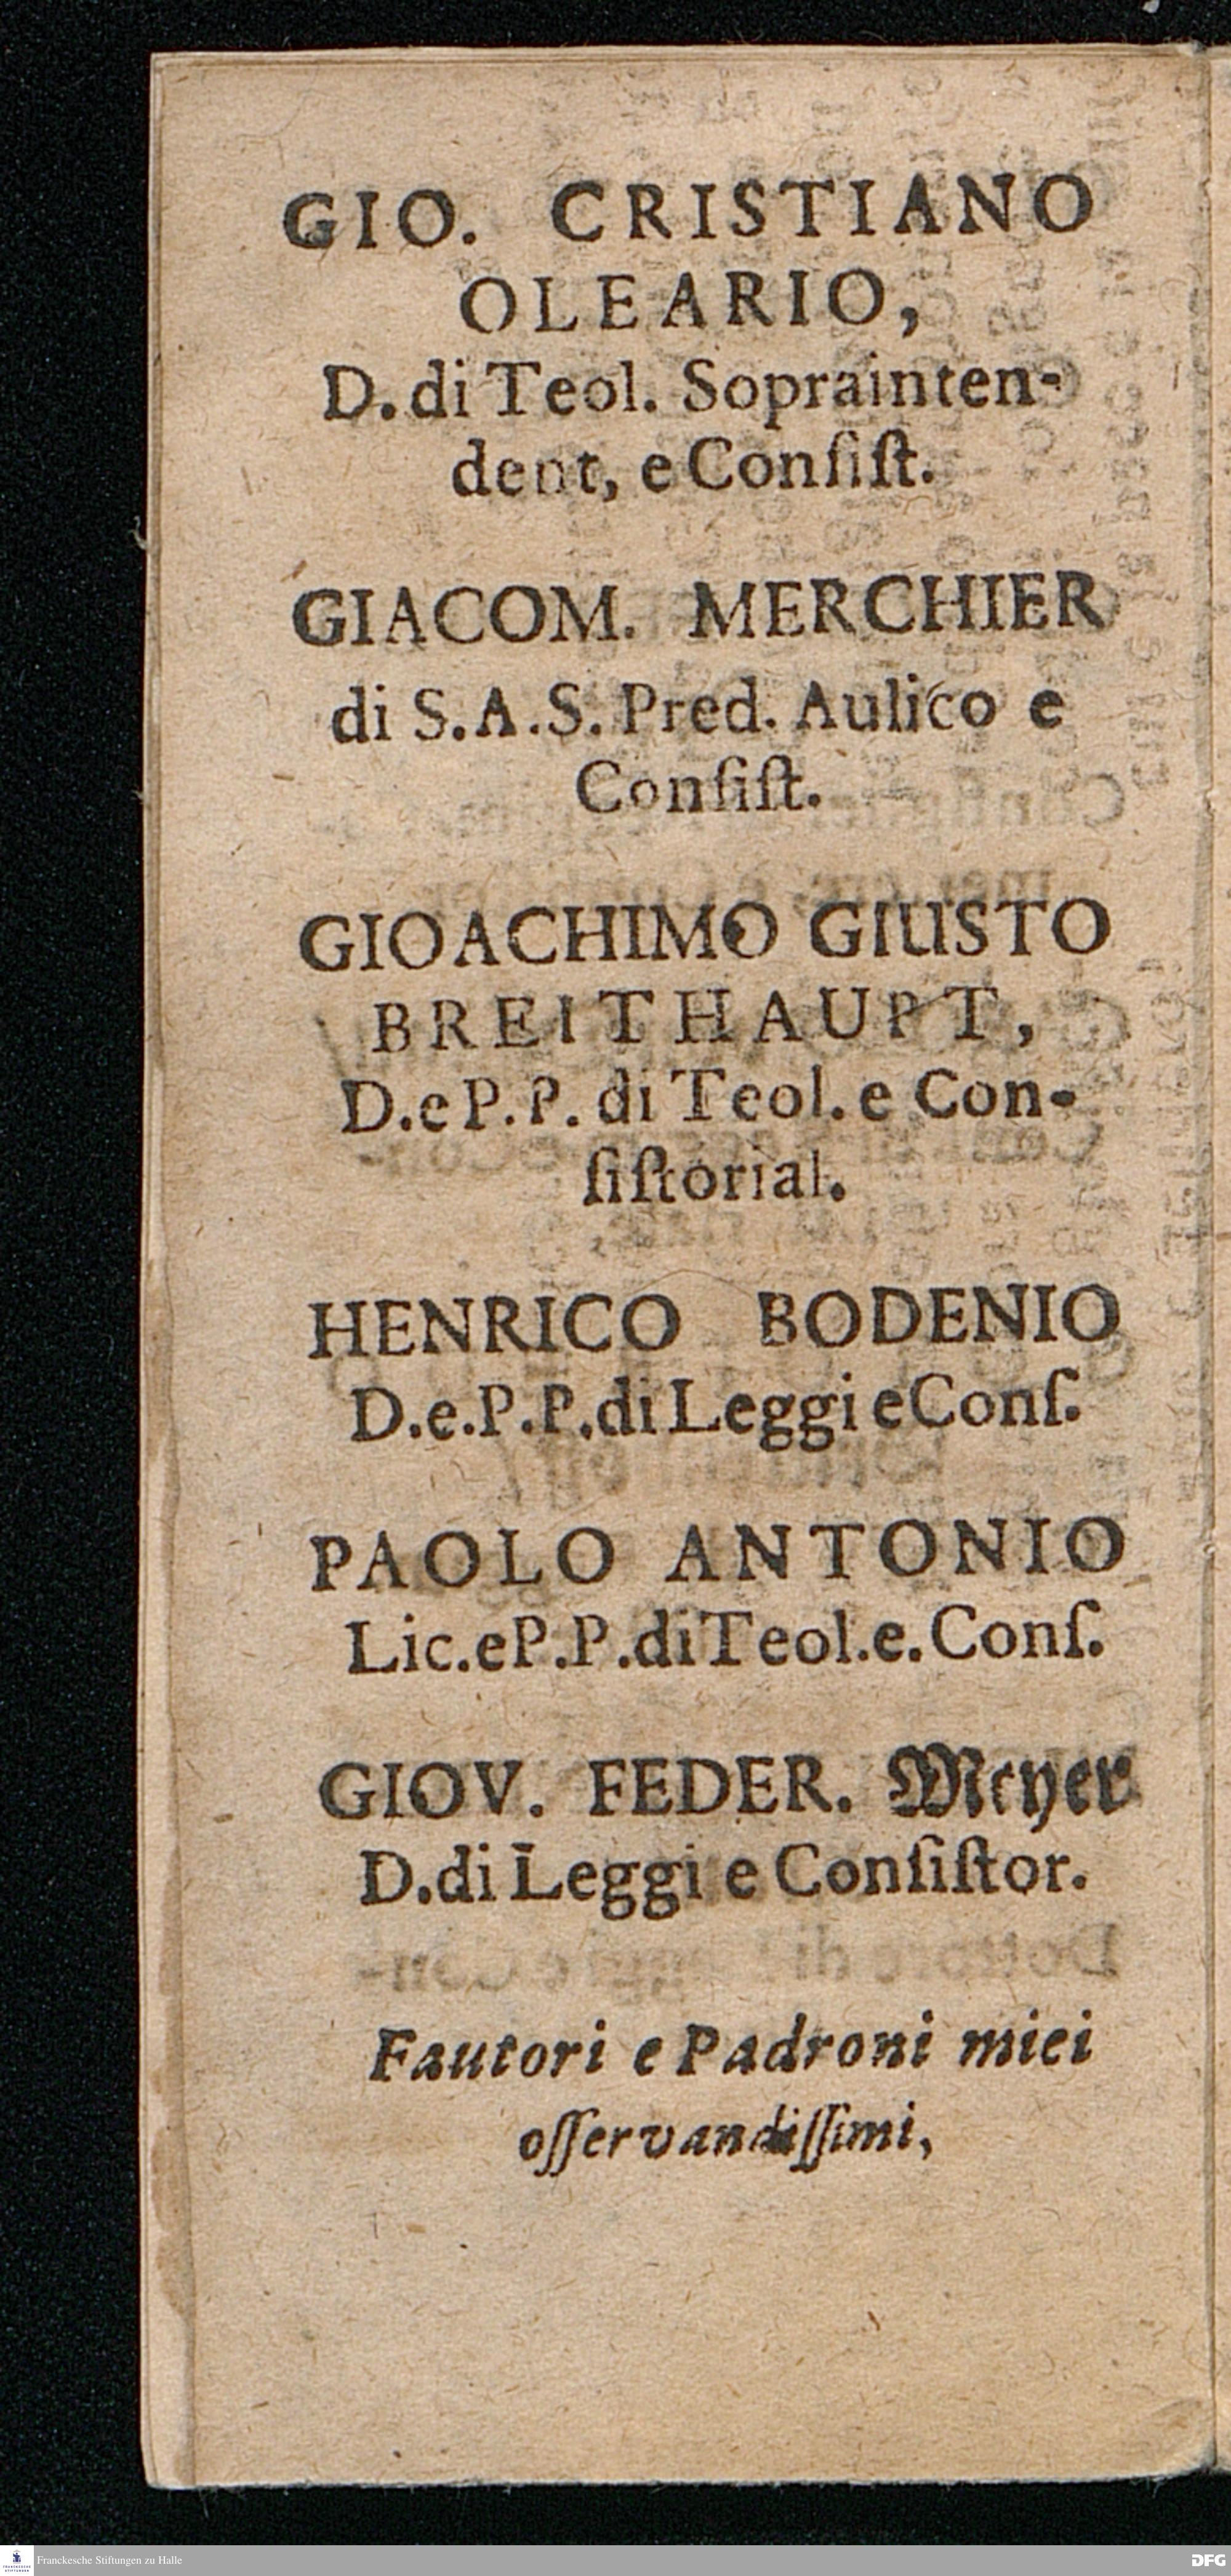 GIO. CRISTIANO
OLEARIO,
D. di Teol. Soprainten-
dent, e Conſiſt.
GIACOM. MERCHIER
di S.A.S. Pred. Aulico e
Conſiſt.
GIOACHIMO GIUSTO
BREITHAUPT,
D.e P.P. di Teol. e Con-
ſiſtorial.
HENRICO BODENIO
D.e.P.P.di Leggi e Conſ.
PAOLO ANTONIO
Lic.e P.P.di Teol.e. Conſ.
GIOV. FEDER. Meyer
D.di Leggi e Conſiſtor.
Fautori e Padroni miei
oſſervandiſſimi,
Franckesche Stiftungen zu Halle
DFG